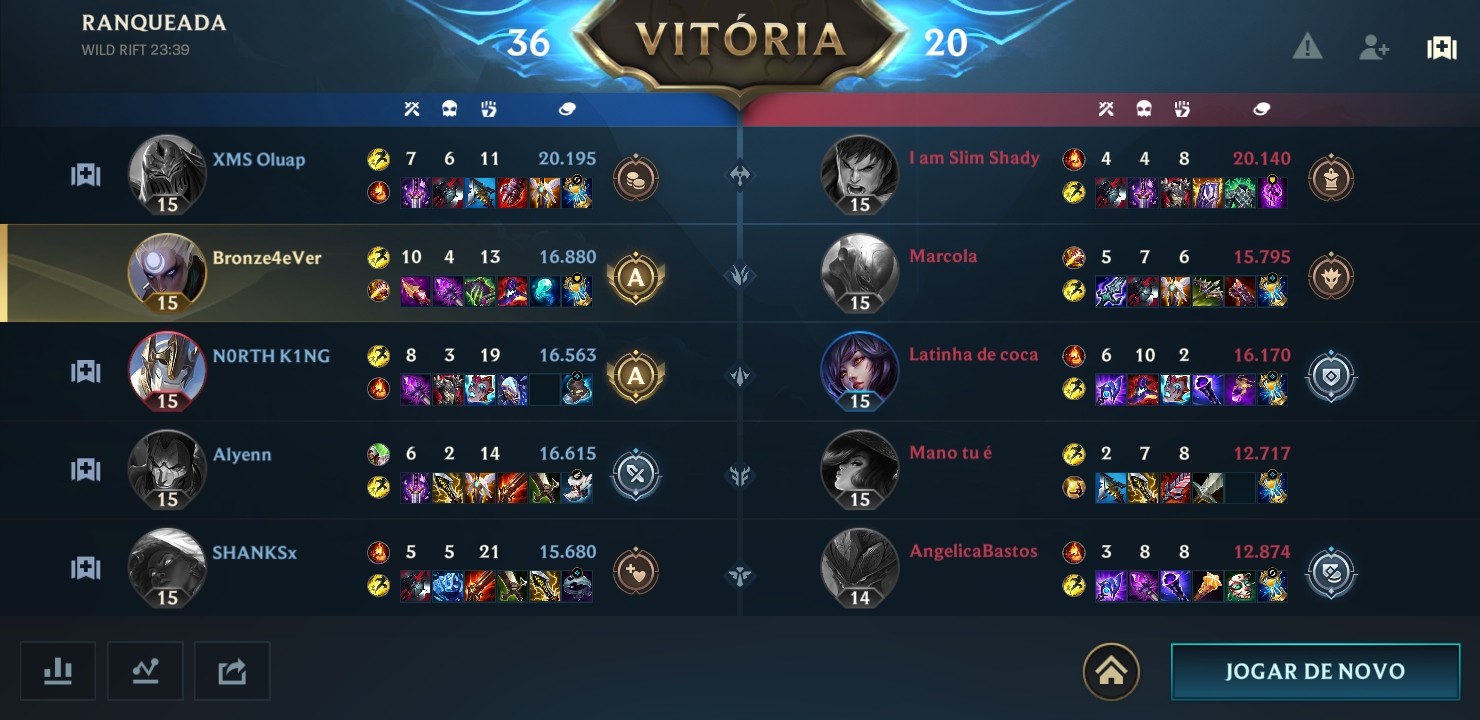 RANQUEADA
WILD RIFT 23:39
36 VITÓRIA 20
XMS Oluap 7 6 11 20.195
15
I am Slim Shady 4 4 8 20.140
15
Bronze4eVer 10 4 13 16.880 A
15
Marcola 5 7 6 15.795
15
N0RTH K1NG 8 3 19 16.563 A
15
Latinha de coca 6 10 2 16.170
15
Alyenn 6 2 14 16.615
15
Mano tu é 2 7 8 12.717
15
SHANKSx 5 5 21 15.680
15
AngelicaBastos 3 8 8 12.874
14
JOGAR DE NOVO